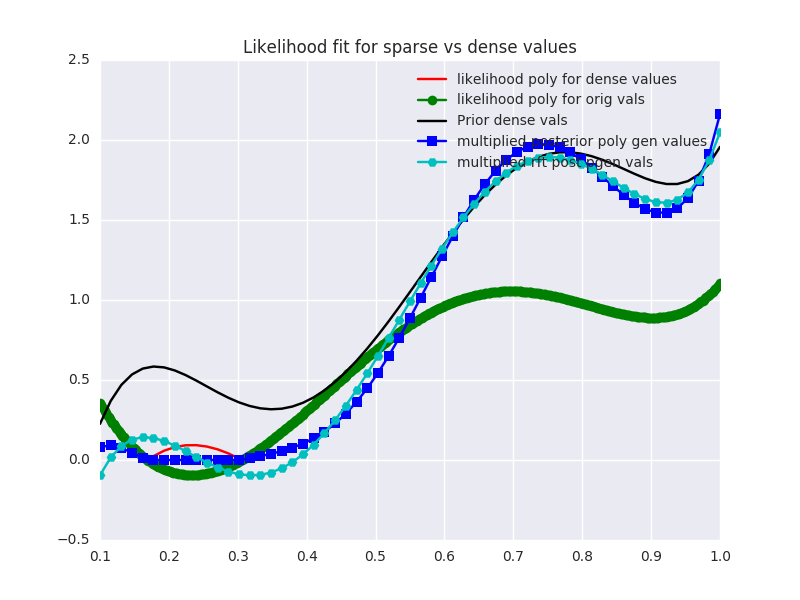 Likelihood fit for sparse vs dense values
2.5
2.0
1.5
1.0
0.5
0.0
−0.5
likelihood poly for dense values
likelihood poly for orig vals
Prior dense vals
multiplied posterior poly gen values
multiplied fit post gen vals
0.1 0.2 0.3 0.4 0.5 0.6 0.7 0.8 0.9 1.0